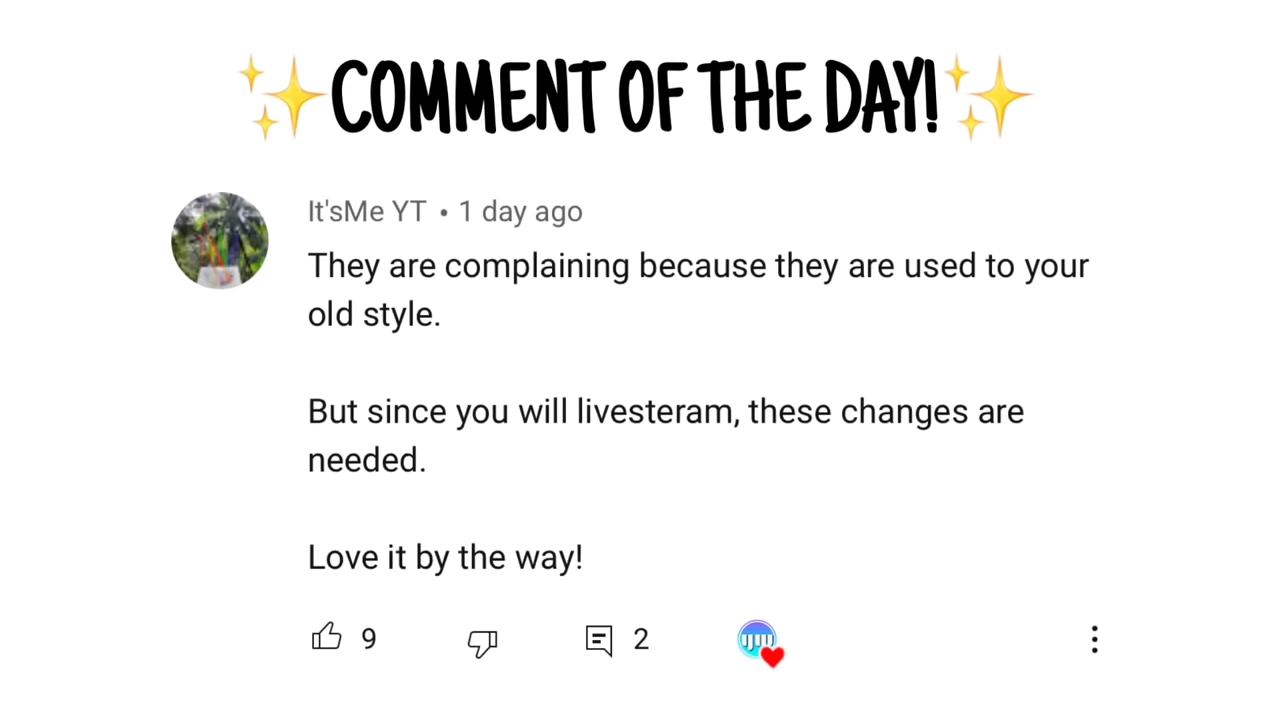 ✨COMMENT OF THE DAY!✨
It'sMe YT • 1 day ago
They are complaining because they are used to your
old style.
But since you will livesteram, these changes are
needed.
Love it by the way!
9
2